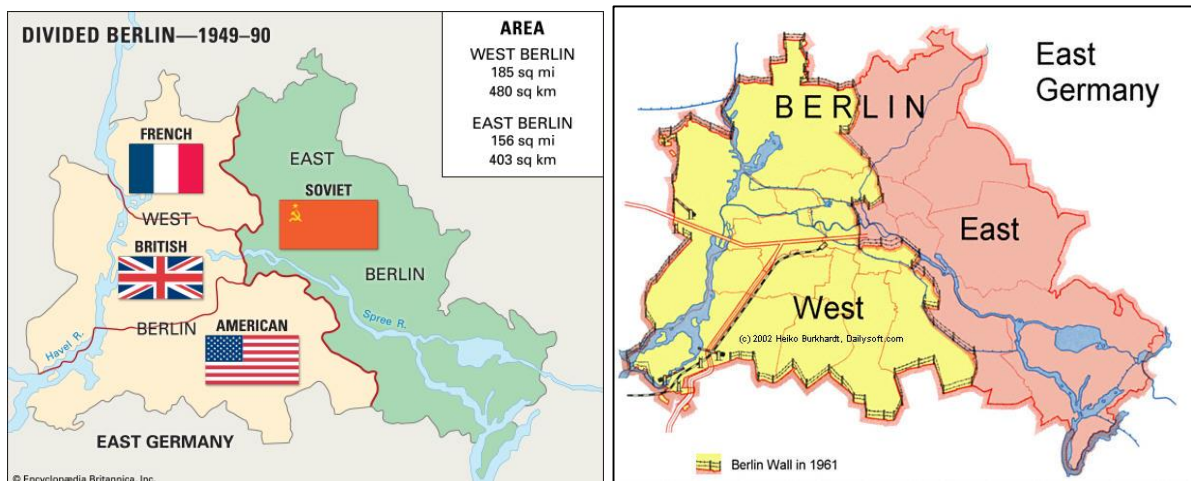 DIVIDED BERLIN—1949–90
AREA
WEST BERLIN
185 sq mi
480 sq km
EAST BERLIN
156 sq mi
403 sq km
FRENCH
EAST
SOVIET
WEST
BRITISH
BERLIN
BERLIN
AMERICAN
Havel R.
Spree R.
EAST GERMANY
© Encyclopædia Britannica, Inc.
East
Germany
BERLIN
East
West
(c) 2002 Heiko Burkhardt, Dailysoft.com
Berlin Wall in 1961